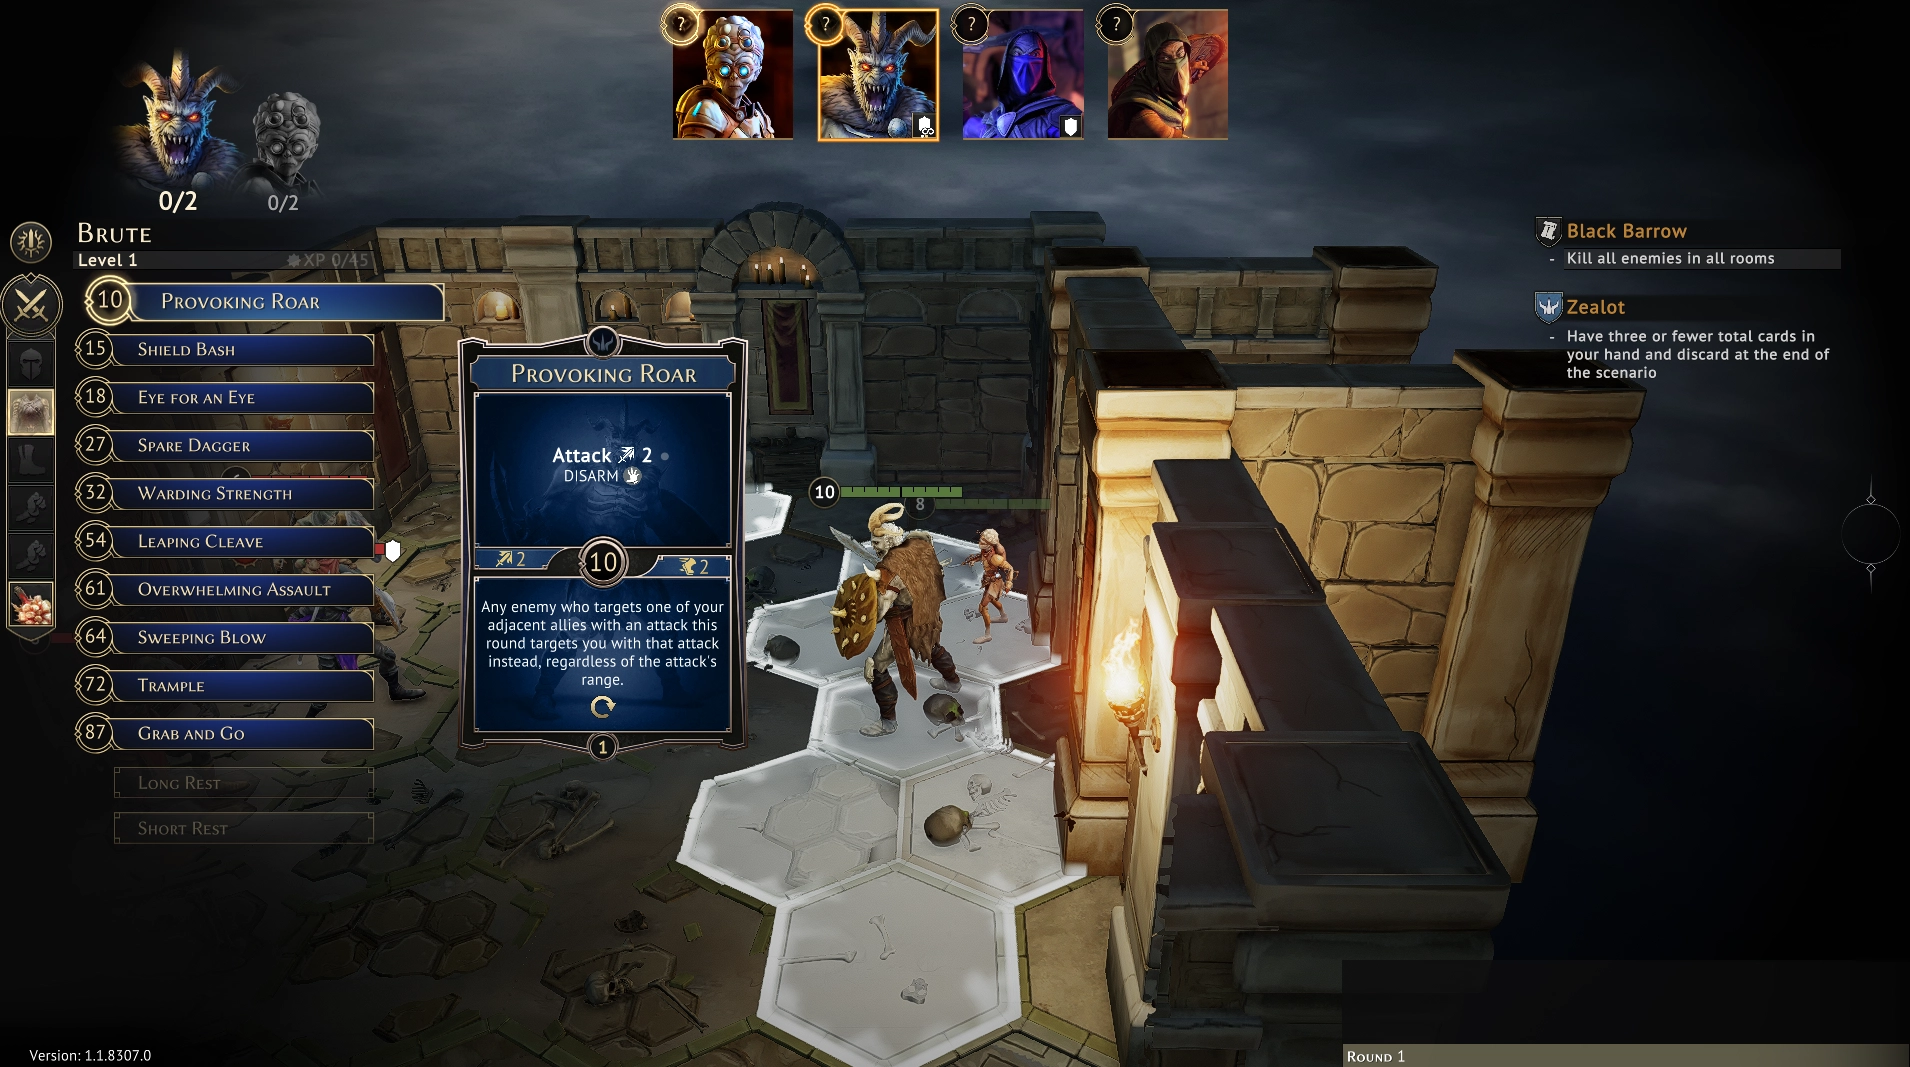 ?
?
?
?
0/2
0/2
BRUTE
Level 1
XP 0/45
10 PROVOKING ROAR
15 SHIELD BASH
18 EYE FOR AN EYE
27 SPARE DAGGER
32 WARDING STRENGTH
54 LEAPING CLEAVE
61 OVERWHELMING ASSAULT
64 SWEEPING BLOW
72 TRAMPLE
87 GRAB AND GO
LONG REST
SHORT REST
PROVOKING ROAR
Attack 2
DISARM
2
10
2
Any enemy who targets one of your
adjacent allies with an attack this
round targets you with that attack
instead, regardless of the attack's
range.
1
10
8
Black Barrow
- Kill all enemies in all rooms
Zealot
- Have three or fewer total cards in
your hand and discard at the end of
the scenario
Version: 1.1.8307.0
ROUND 1